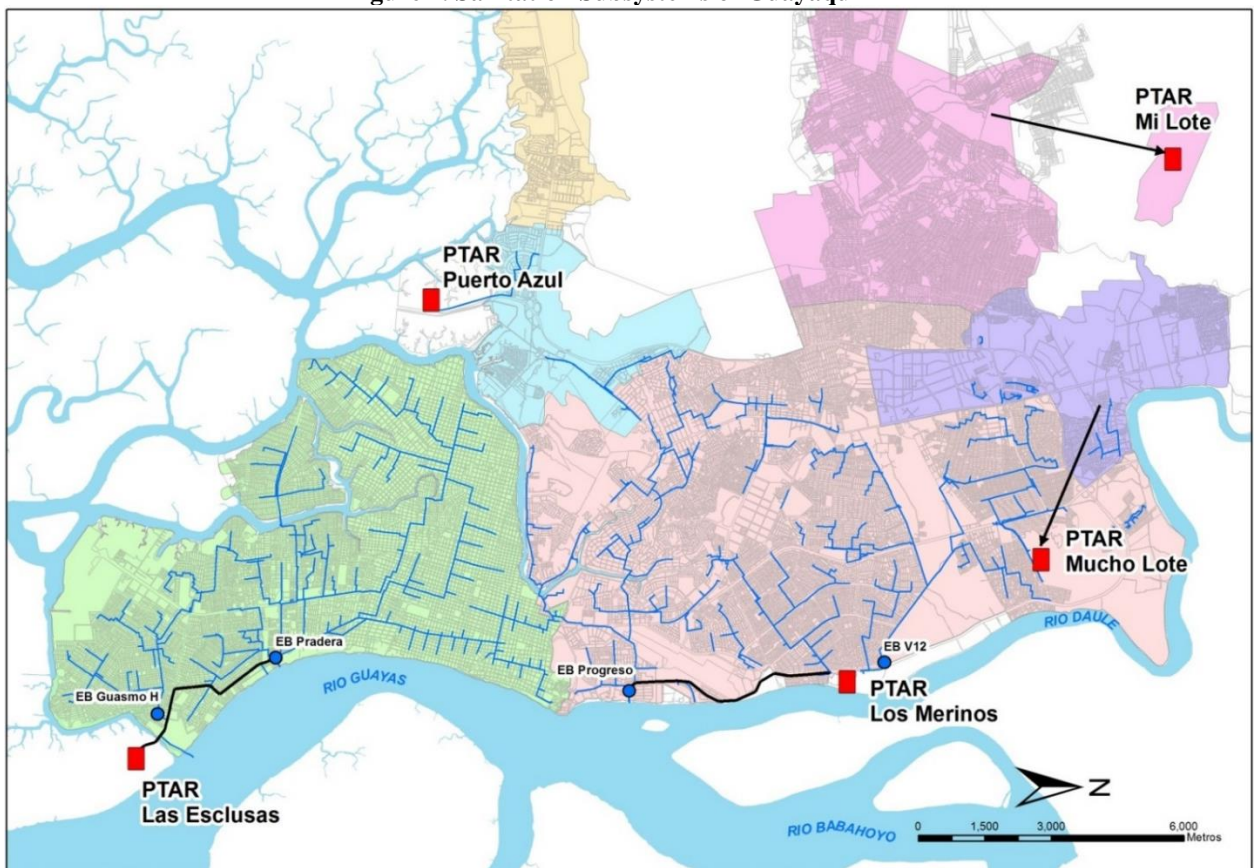 PTAR
Mi Lote
PTAR
Puerto Azul
PTAR
Mucho Lote
RIO DAULE
EB Pradera
EB V12
EB Progreso
RIO GUAYAS
EB Guasmo H
PTAR
Los Merinos
PTAR
Las Esclusas
N
RIO BABAHOYO
0 1,500 3,000 6,000
Metros